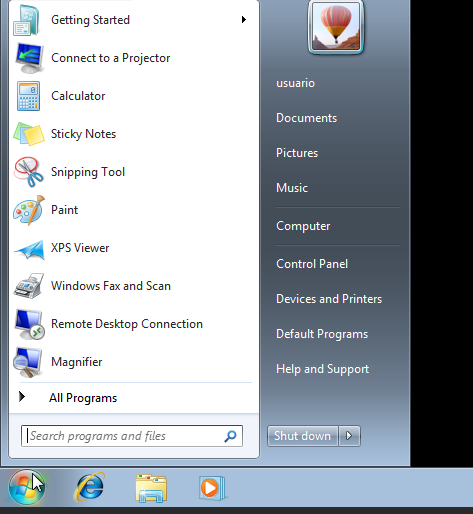 Getting Started
Connect to a Projector
Calculator
Sticky Notes
Snipping Tool
Paint
XPS Viewer
Windows Fax and Scan
Remote Desktop Connection
Magnifier
All Programs
Search programs and files
usuario
Documents
Pictures
Music
Computer
Control Panel
Devices and Printers
Default Programs
Help and Support
Shut down